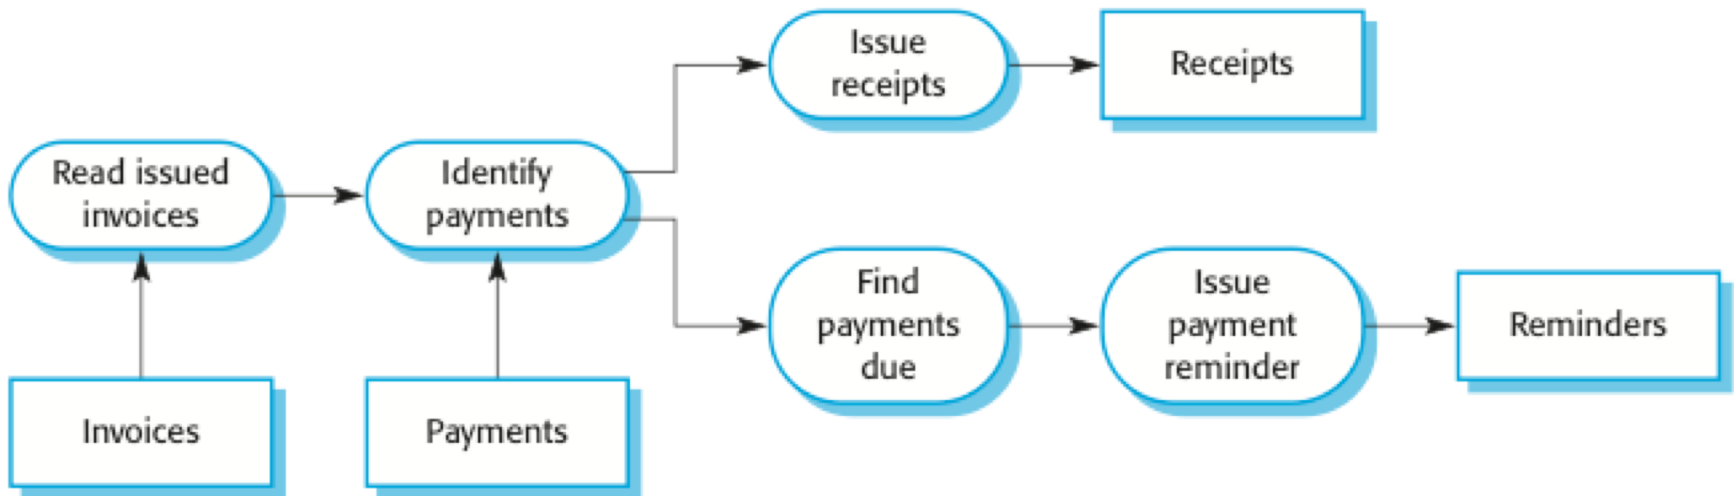 Issue
receipts
Receipts
Read issued
invoices
Identify
payments
Find
payments
due
Issue
payment
reminder
Reminders
Invoices
Payments